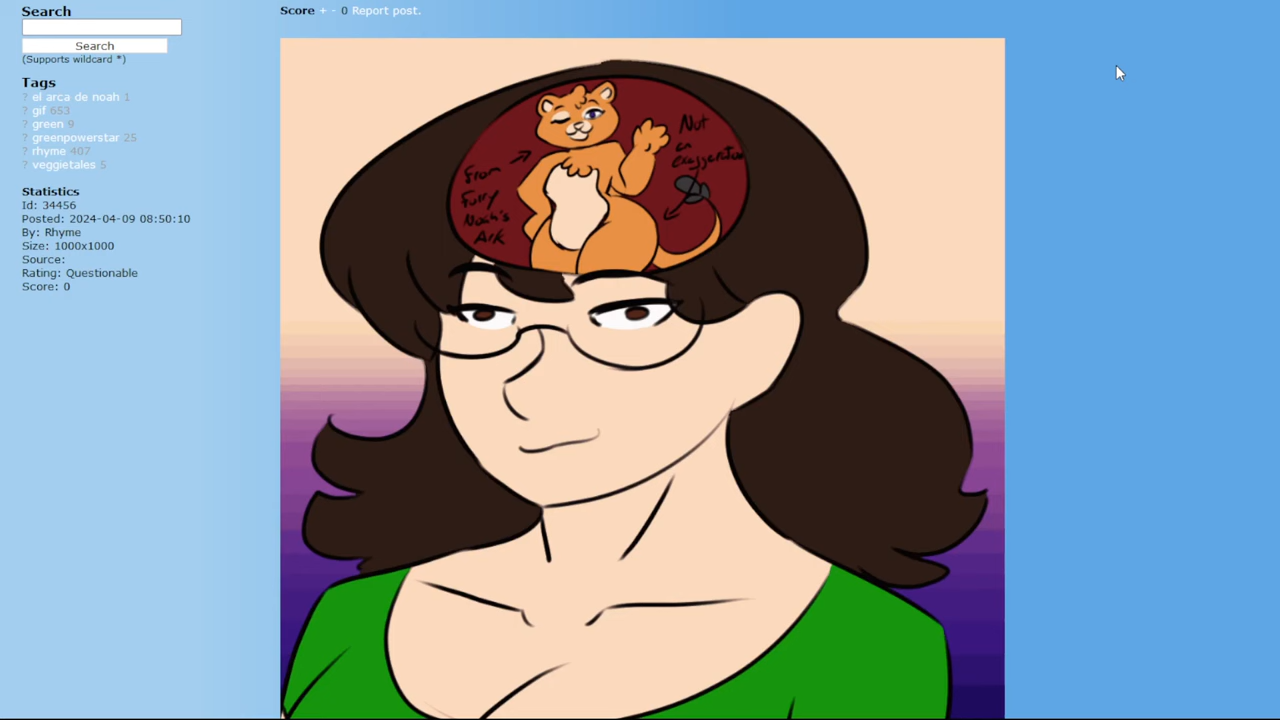 Search
Search
(Supports wildcard *)
Tags
? el arca de noah 1
? gif 653
? green 9
? greenpowerstar 25
? rhyme 407
? veggietales 5
Statistics
Id: 34456
Posted: 2024-04-09 08:50:10
By: Rhyme
Size: 1000x1000
Source:
Rating: Questionable
Score: 0
Score + - 0 Report post.
From
Furry
Noah's
Ark
Not
an
exaggeration